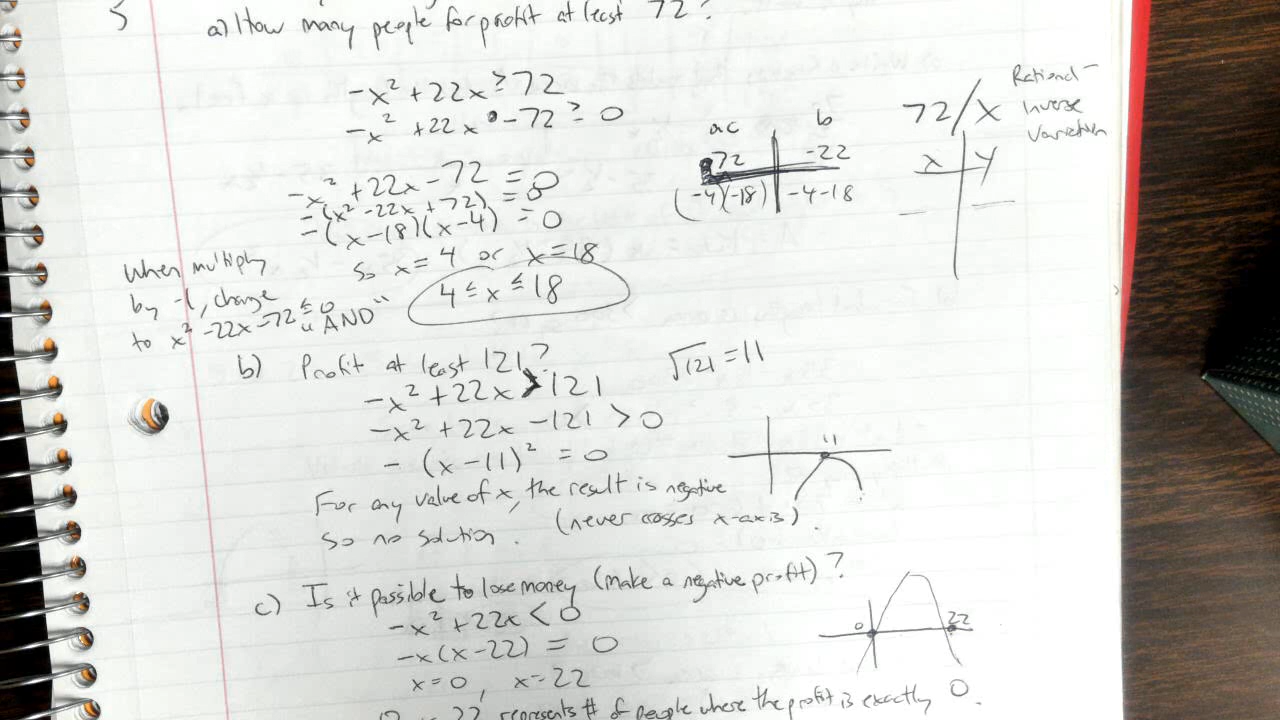 5
a) How many people for profit at least 72?
-x² + 22x ≥ 72
-x² + 22x - 72 ≥ 0
-x² + 22x - 72 = 0
-(x² - 22x + 72) = 0
-(x-18)(x-4) = 0
So x = 4 or x = 18
4 ≤ x ≤ 18
When multiply
by -1, change
to x² - 22x - 72 ≤ 0
"AND"
ac b
72 -22
(-4)(-18) -4-18
72/x
Rational -
Inverse
Variation
x y
b) Profit at least 121?
√121 = 11
-x² + 22x > 121
-x² + 22x - 121 > 0
-(x-11)² = 0
11
For any value of x, the result is negative
so no solution. (never crosses x-axis).
c) Is it possible to lose money (make a negative profit)?
-x² + 22x < 0
-x(x-22) = 0
x=0, x=22
0 22
22 represents # of people where the profit is exactly 0.